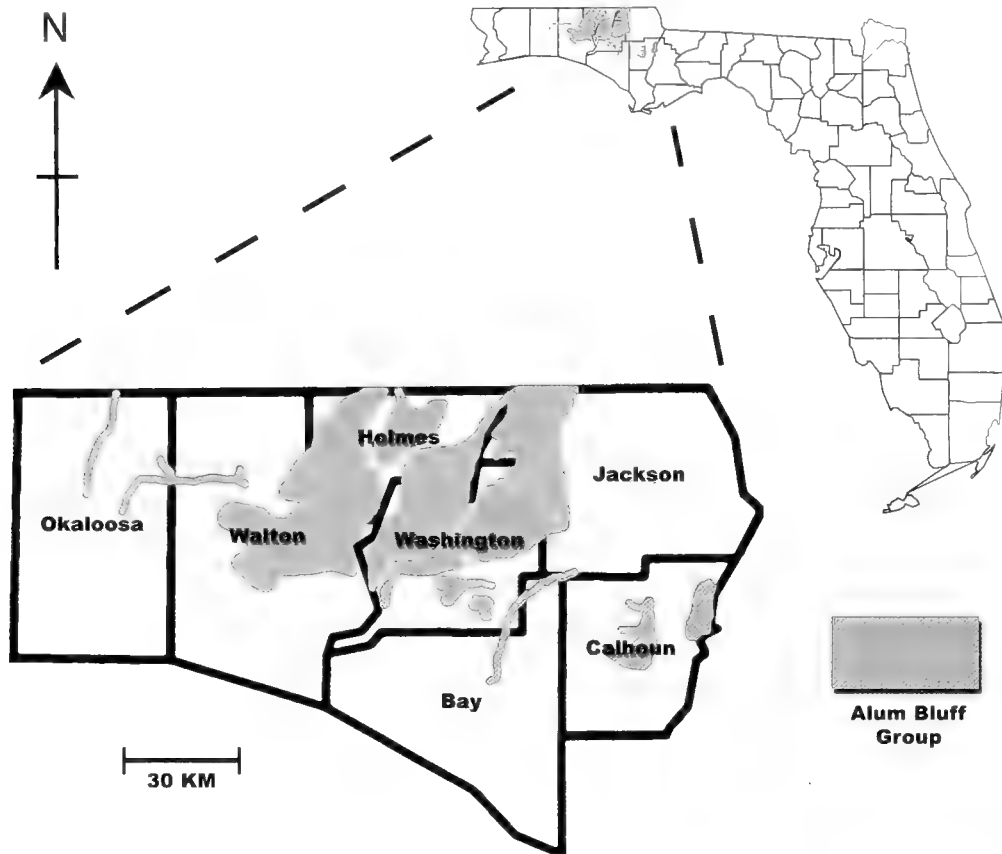 N
Holmes
Jackson
Okaloosa
Walton
Washington
Calhoun
Bay
Alum Bluff
Group
30 KM